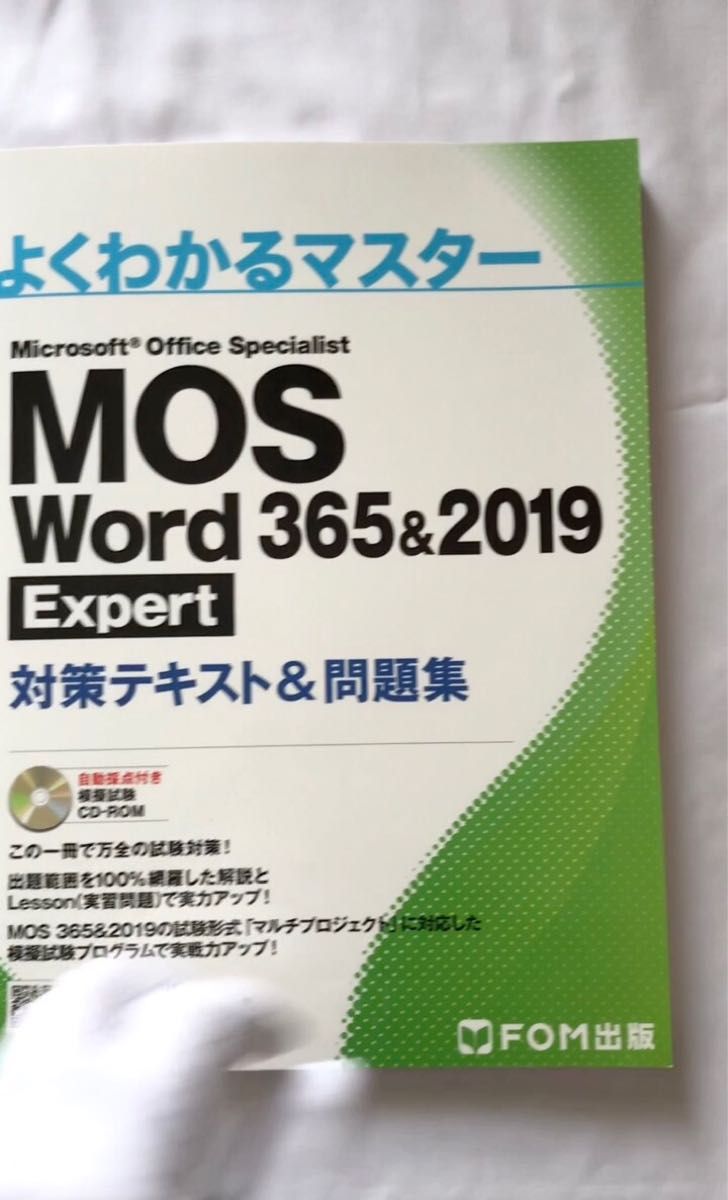 よくわかるマスター
Microsoft® Office Specialist
MOS
Word 365&2019
Expert
対策テキスト&問題集
自動採点付き
模擬試験
CD-ROM
この一冊で万全の試験対策!
出題範囲を100%網羅した解説と
Lesson(実習問題)で実力アップ!
MOS 365&2019の試験形式「マルチプロジェクト」に対応した
模擬試験プログラムで実戦力アップ!
FOM出版